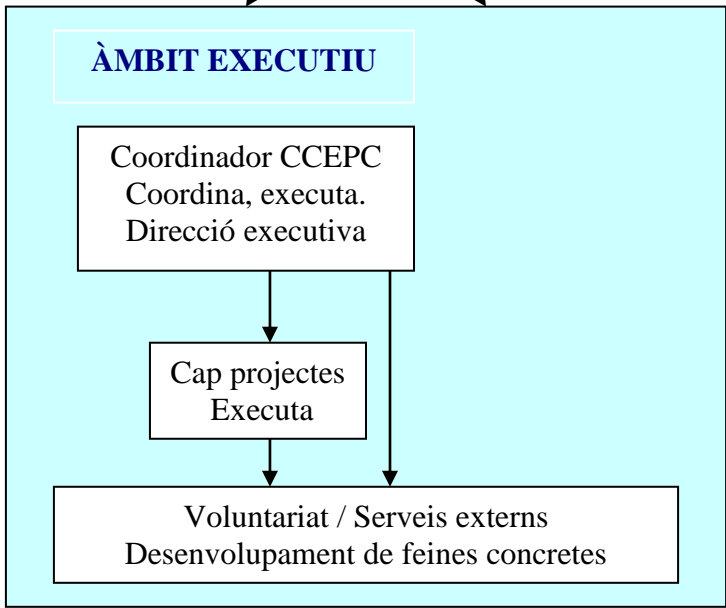 ÀMBIT EXECUTIU
Coordinador CCEPC
Coordina, executa.
Direcció executiva
Cap projectes
Executa
Voluntariat / Serveis externs
Desenvolupament de feines concretes